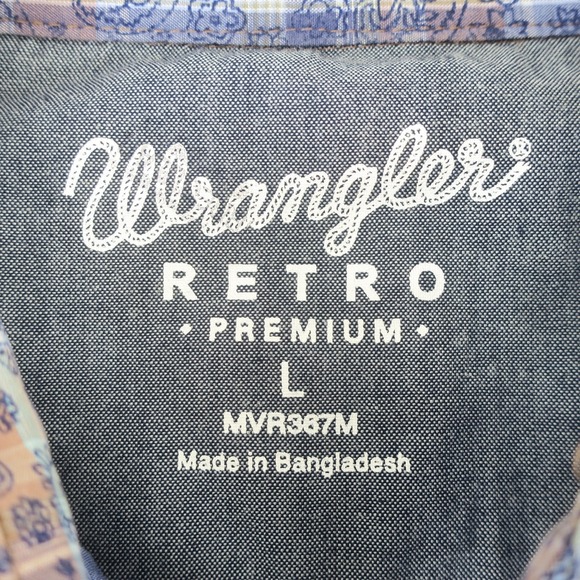 Wrangler®
RETRO
• PREMIUM •
L
MVR367M
Made in Bangladesh